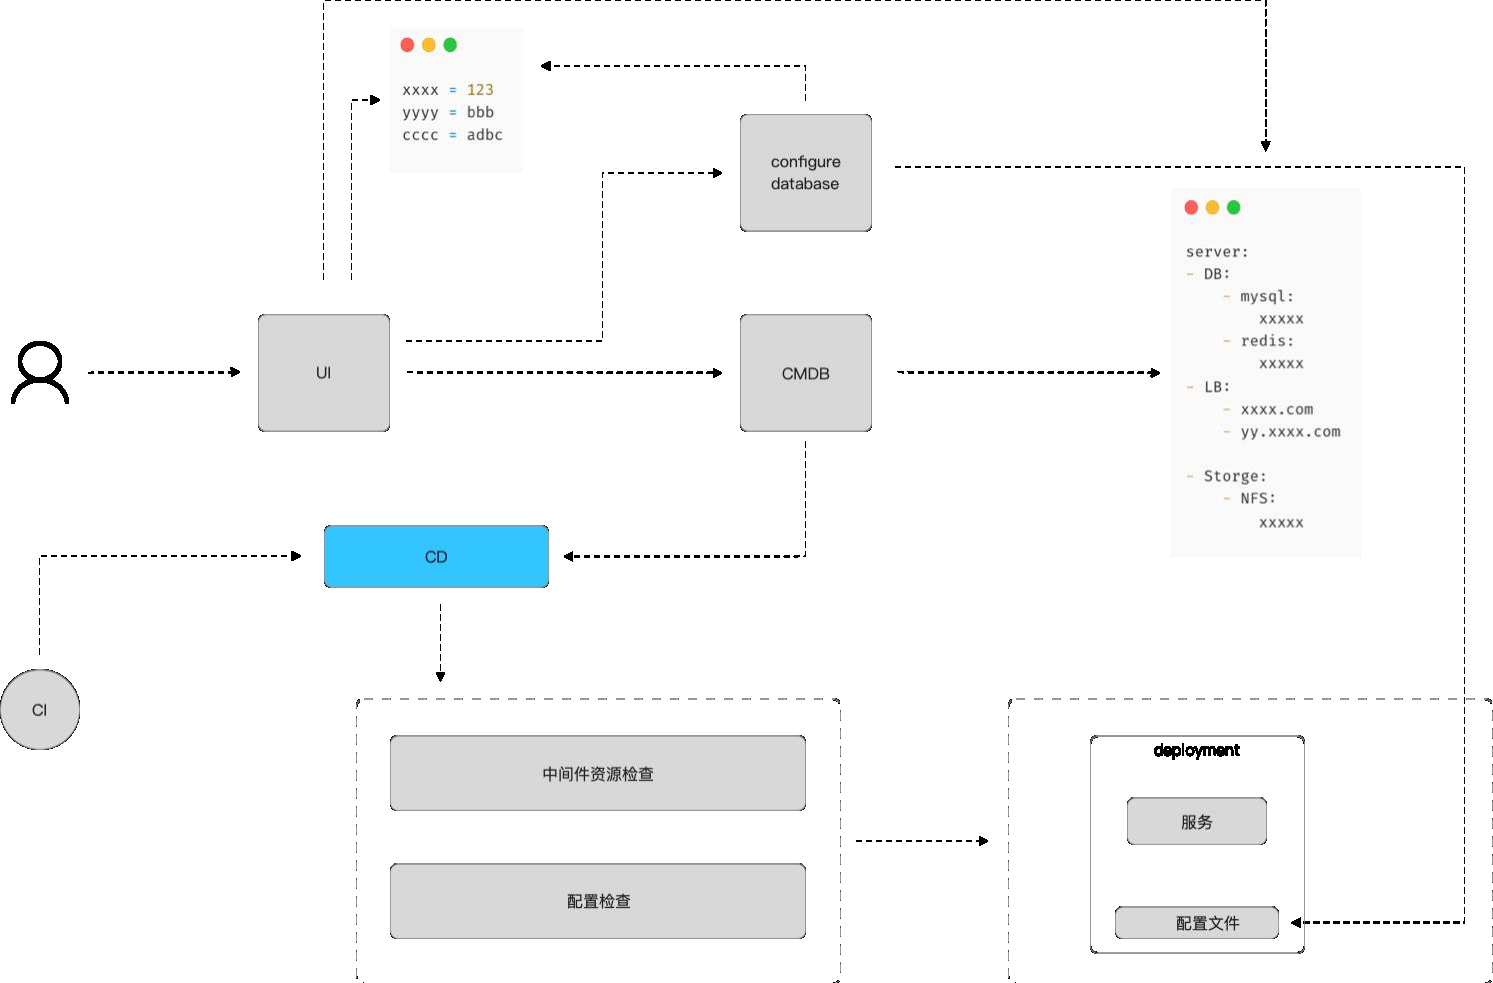 xxxx = 123
yyyy = bbb
cccc = adbc
configure
database
server:
- DB:
- mysql:
xxxxx
- redis:
xxxxx
- LB:
- xxxx.com
- yy.xxxx.com
- Storge:
- NFS:
xxxxx
UI
CMDB
CD
CI
中间件资源检查
配置检查
deployment
服务
配置文件